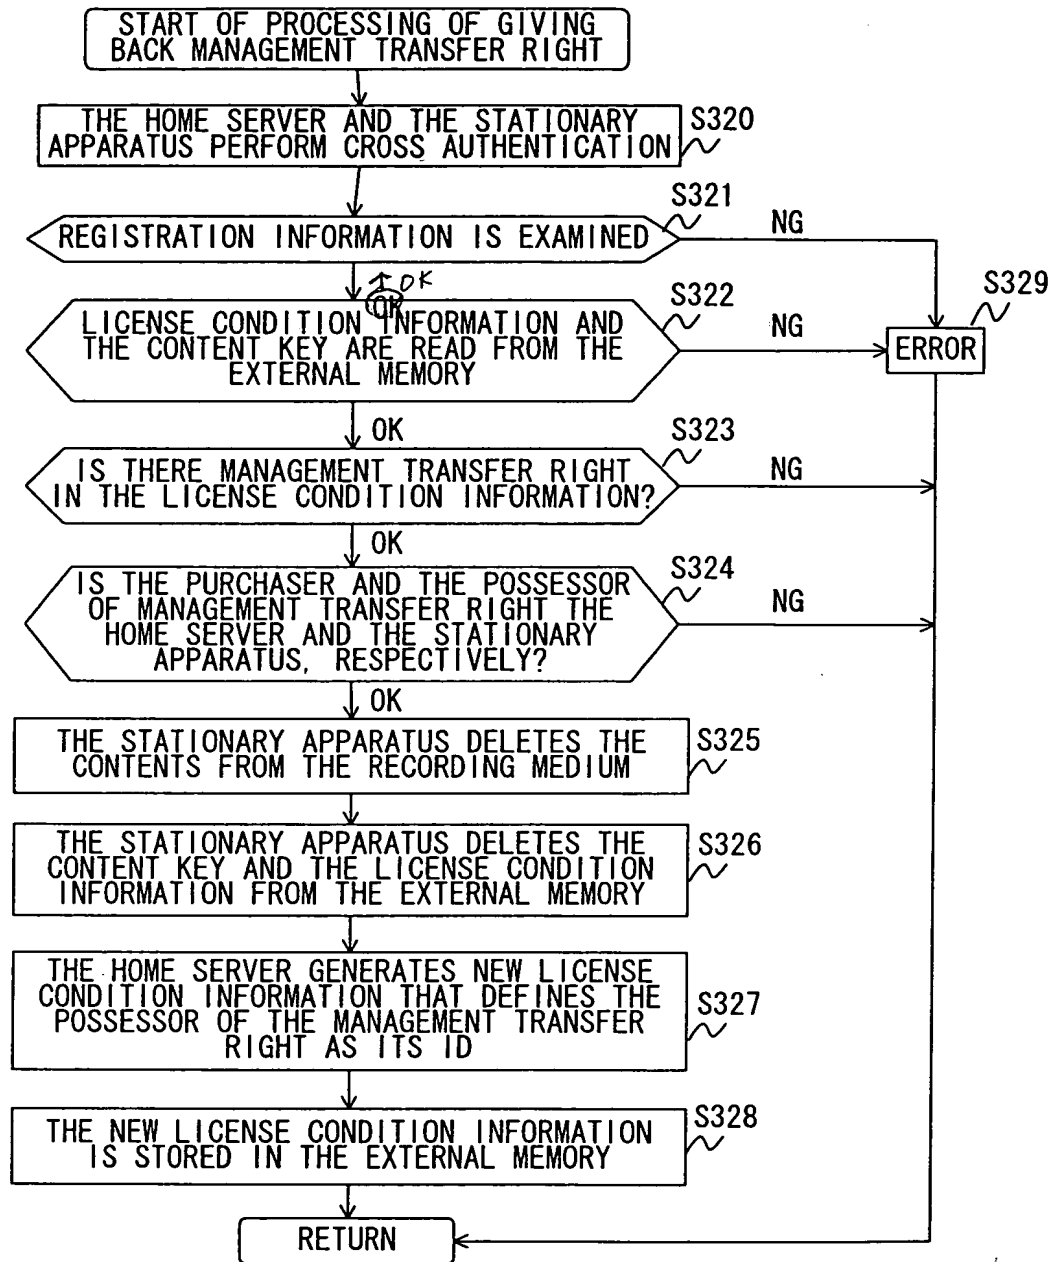 START OF PROCESSING OF GIVING
BACK MANAGEMENT TRANSFER RIGHT
THE HOME SERVER AND THE STATIONARY
APPARATUS PERFORM CROSS AUTHENTICATION
S320
REGISTRATION INFORMATION IS EXAMINED
S321
NG
↑ OK
OK
LICENSE CONDITION INFORMATION AND
THE CONTENT KEY ARE READ FROM THE
EXTERNAL MEMORY
S322
NG
S329
ERROR
OK
IS THERE MANAGEMENT TRANSFER RIGHT
IN THE LICENSE CONDITION INFORMATION?
S323
NG
OK
IS THE PURCHASER AND THE POSSESSOR
OF MANAGEMENT TRANSFER RIGHT THE
HOME SERVER AND THE STATIONARY
APPARATUS, RESPECTIVELY?
S324
NG
OK
THE STATIONARY APPARATUS DELETES THE
CONTENTS FROM THE RECORDING MEDIUM
S325
THE STATIONARY APPARATUS DELETES THE
CONTENT KEY AND THE LICENSE CONDITION
INFORMATION FROM THE EXTERNAL MEMORY
S326
THE HOME SERVER GENERATES NEW LICENSE
CONDITION INFORMATION THAT DEFINES THE
POSSESSOR OF THE MANAGEMENT TRANSFER
RIGHT AS ITS ID
S327
THE NEW LICENSE CONDITION INFORMATION
IS STORED IN THE EXTERNAL MEMORY
S328
RETURN